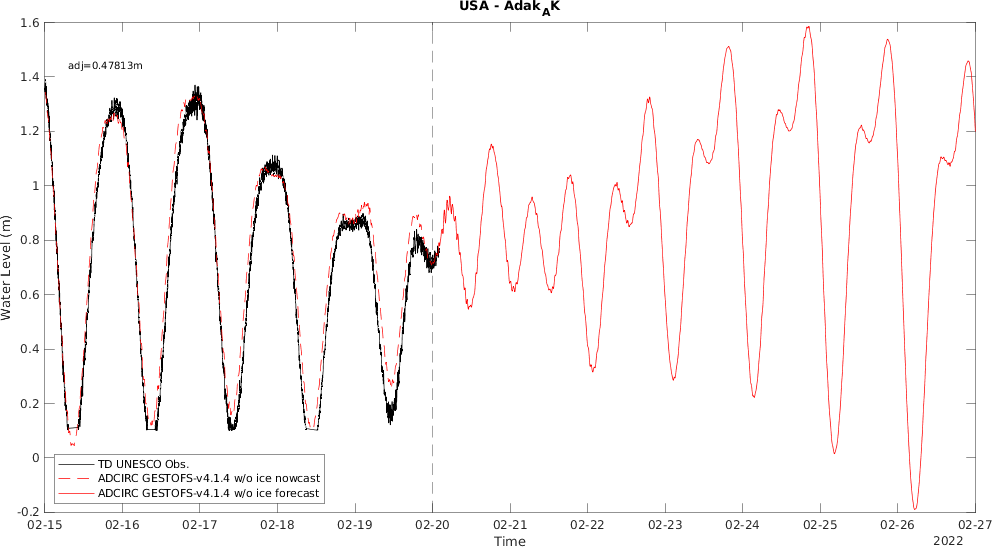 USA - Adak_AK
adj=0.47813m
1.6
1.4
1.2
1
0.8
0.6
0.4
0.2
0
-0.2
Water Level (m)
TD UNESCO Obs.
ADCIRC GESTOFS-v4.1.4 w/o ice nowcast
ADCIRC GESTOFS-v4.1.4 w/o ice forecast
02-15 02-16 02-17 02-18 02-19 02-20 02-21 02-22 02-23 02-24 02-25 02-26 02-27
Time
2022